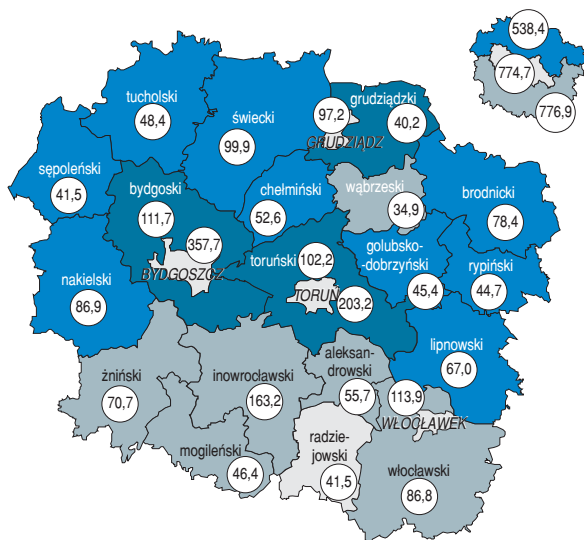 538,4
774,7
776,9
tucholski
48,4
świecki
99,9
97,2
GRUDZIĄDZ
grudziądzki
40,2
sępoleński
41,5
bydgoski
111,7
357,7
BYDGOSZCZ
chełmiński
52,6
wąbrzeski
34,9
brodnicki
78,4
nakielski
86,9
toruński
102,2
TORUŃ
203,2
golubsko-
-dobrzyński
45,4
rypiński
44,7
żniński
70,7
inowrocławski
163,2
aleksan-
drowski
55,7
113,9
WŁOCŁAWEK
lipnowski
67,0
mogileński
46,4
radzie-
jowski
41,5
włocławski
86,8